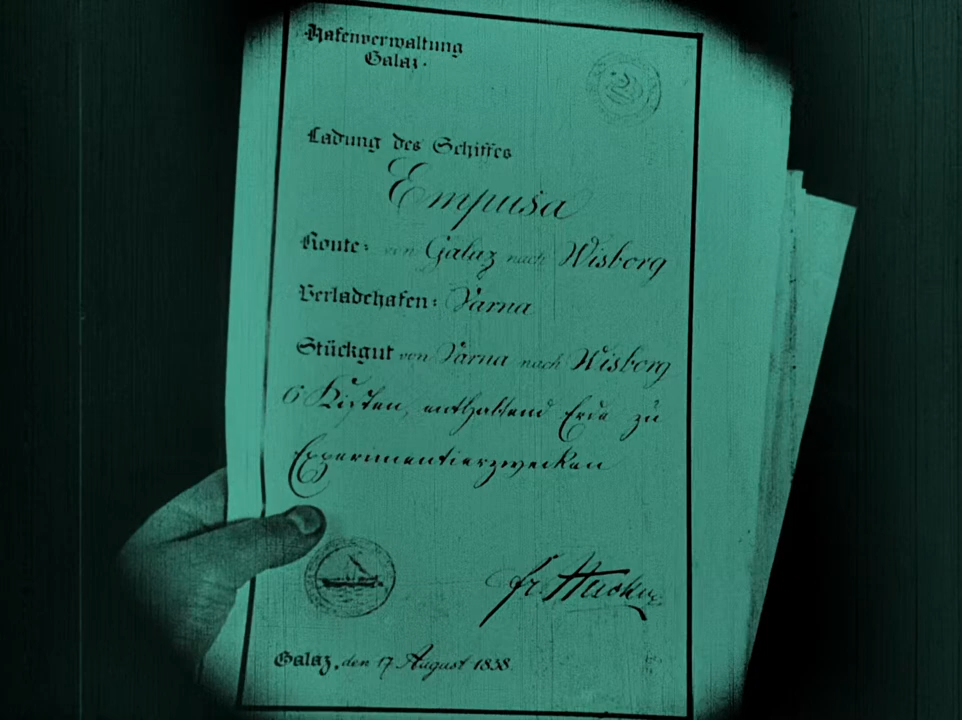 Hafenverwaltung
Galaz.
Ladung des Schiffes
Empusa
Route: von Galaz nach Wisborg
Verladehafen: Varna
Stückgut von Varna nach Wisborg
6 Kisten, enthaltend Erde zu
Experimentierzwecken
fr.
Galaz, den 17 August 1838.